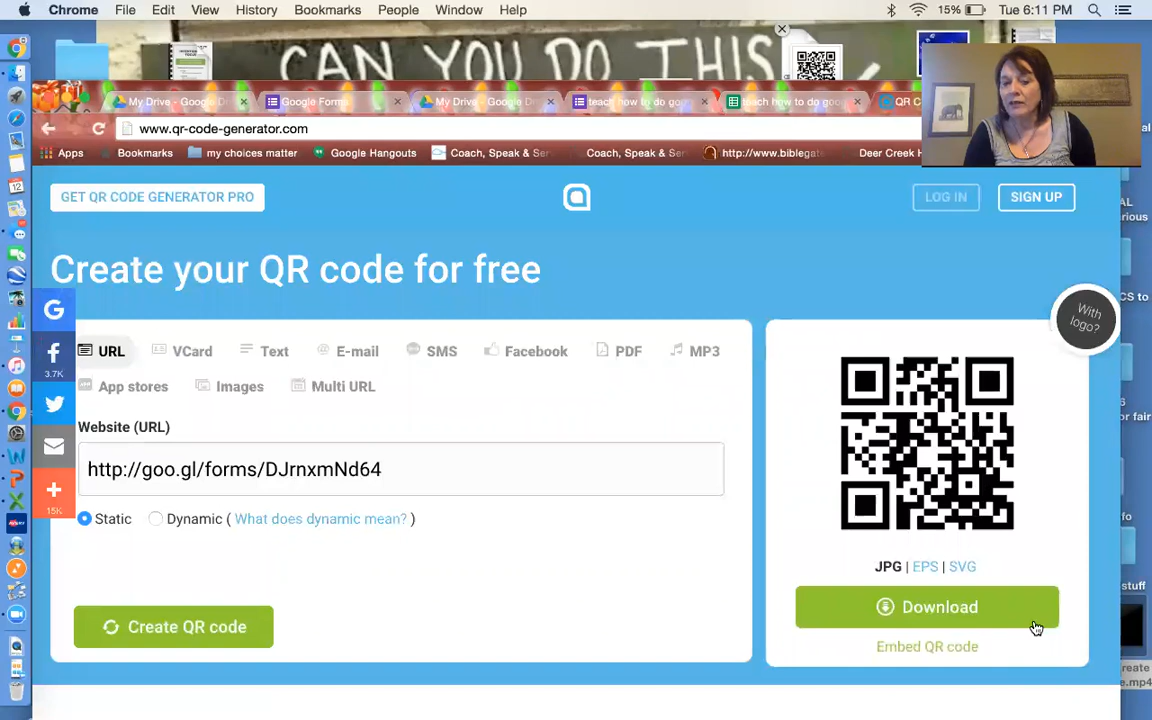 Chrome File Edit View History Bookmarks People Window Help 15% Tue 6:11 PM
CAN YOU DO THIS
My Drive - Google D Google Forms My Drive - Google D teach how to do go teach how to do goo QR C
www.qr-code-generator.com
Apps Bookmarks my choices matter Google Hangouts Coach, Speak & Ser Coach, Speak & Ser http://www.biblegat Deer Creek H
GET QR CODE GENERATOR PRO LOG IN SIGN UP
Create your QR code for free
With logo?
URL VCard Text E-mail SMS Facebook PDF MP3
App stores Images Multi URL
3.7K
Website (URL)
http://goo.gl/forms/DJrnxmNd64
15K
Static Dynamic ( What does dynamic mean? )
JPG | EPS | SVG
Download
Create QR code
Embed QR code